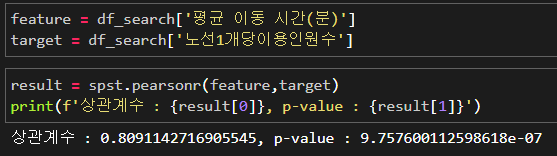 feature = df_search['평균 이동 시간(분)']
target = df_search['노선1개당이용인원수']
result = spst.pearsonr(feature,target)
print(f'상관계수 : {result[0]}, p-value : {result[1]}')
상관계수 : 0.8091142716905545, p-value : 9.757600112598618e-07